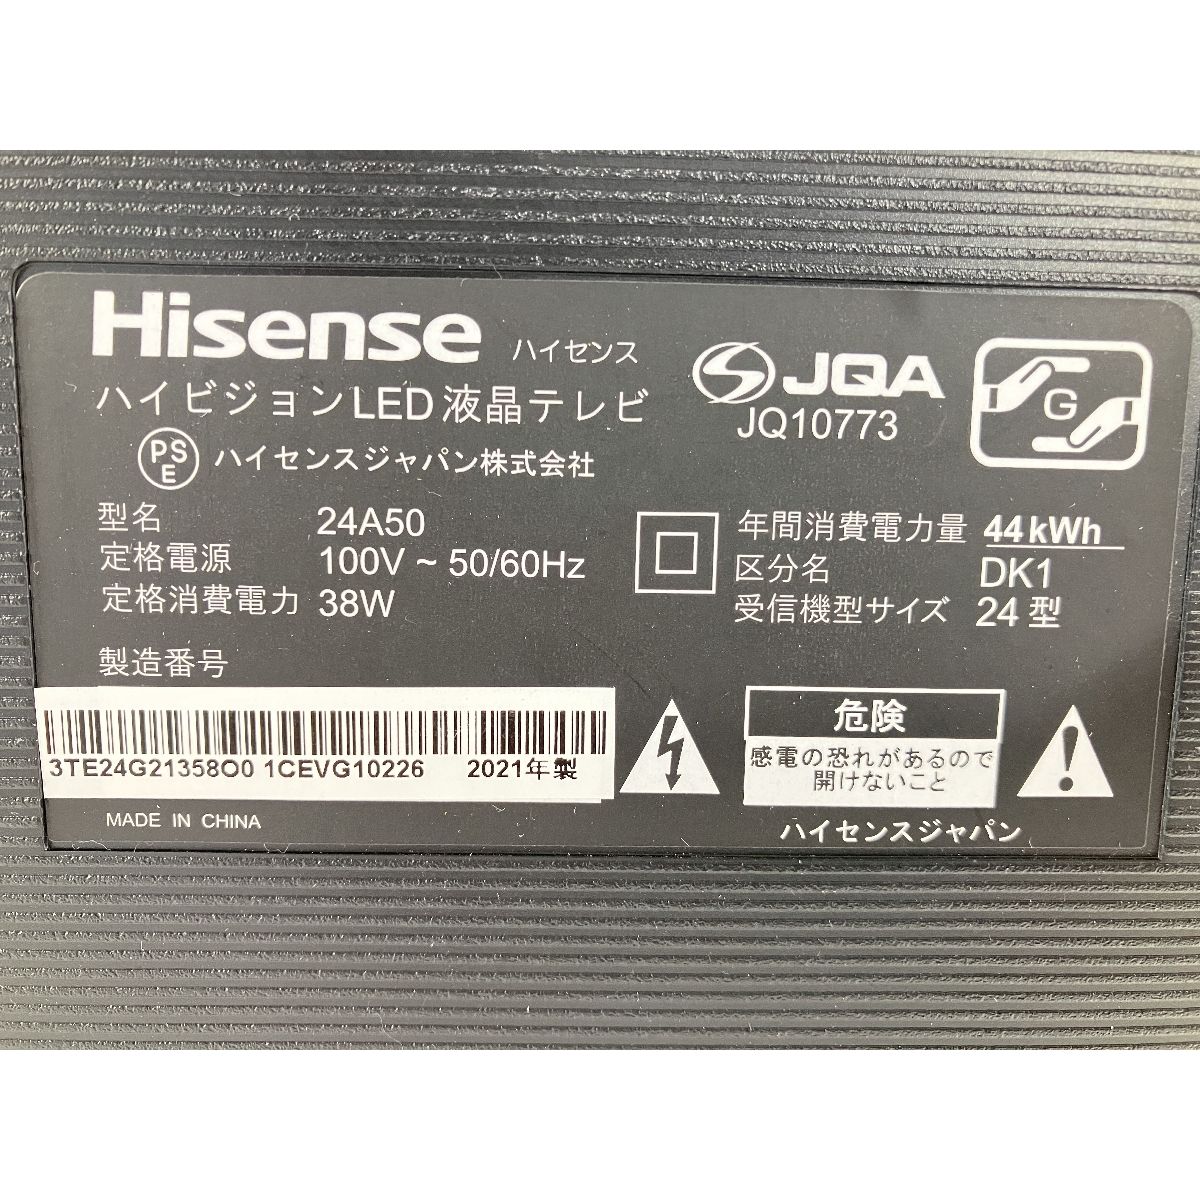 Hisense ハイセンス
ハイビジョンLED液晶テレビ
PSE ハイセンスジャパン株式会社
JQA
JQ10773
G
型名 24A50
定格電源 100V ~ 50/60Hz
定格消費電力 38W
年間消費電力量 44kWh
区分名 DK1
受信機型サイズ 24型
製造番号
3TE24G21358O0 1CEVG10226 2021年製
MADE IN CHINA
危険
感電の恐れがあるので
開けないこと
ハイセンスジャパン